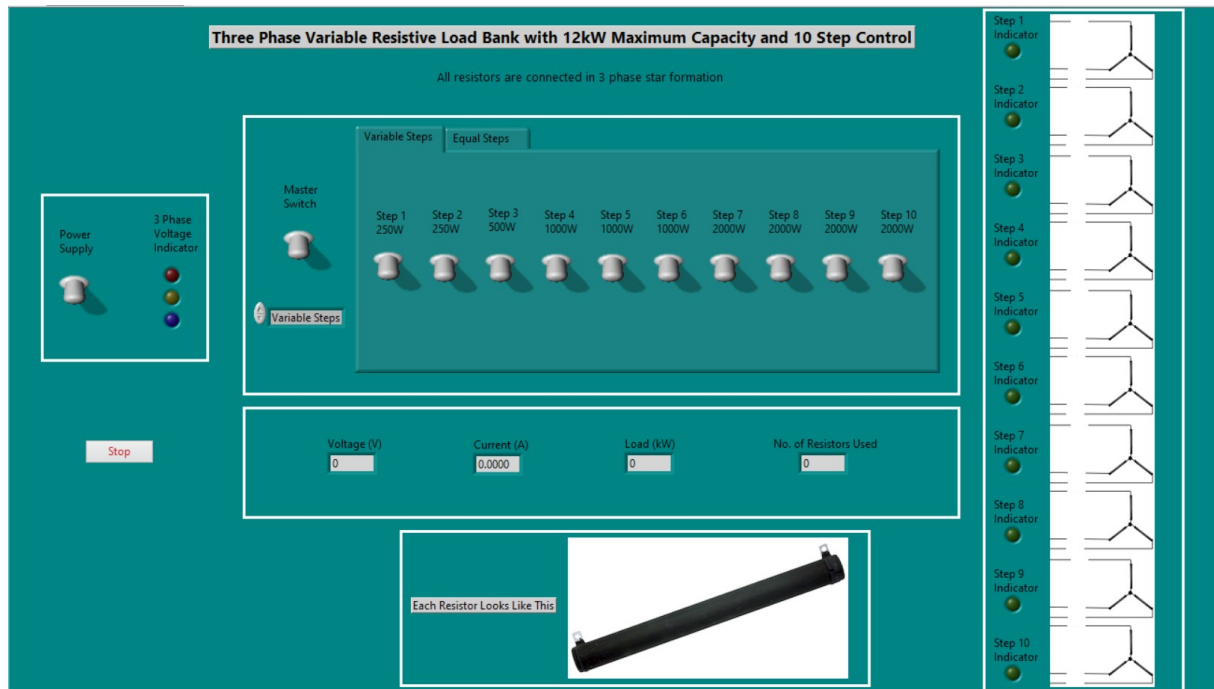 Three Phase Variable Resistive Load Bank with 12kW Maximum Capacity and 10 Step Control
All resistors are connected in 3 phase star formation
Power
Supply
3 Phase
Voltage
Indicator
Master
Switch
Variable Steps
Variable Steps
Equal Steps
Step 1
250W
Step 2
250W
Step 3
500W
Step 4
1000W
Step 5
1000W
Step 6
1000W
Step 7
2000W
Step 8
2000W
Step 9
2000W
Step 10
2000W
Stop
Voltage (V)
0
Current (A)
0.0000
Load (kW)
0
No. of Resistors Used
0
Each Resistor Looks Like This
Step 1
Indicator
Step 2
Indicator
Step 3
Indicator
Step 4
Indicator
Step 5
Indicator
Step 6
Indicator
Step 7
Indicator
Step 8
Indicator
Step 9
Indicator
Step 10
Indicator